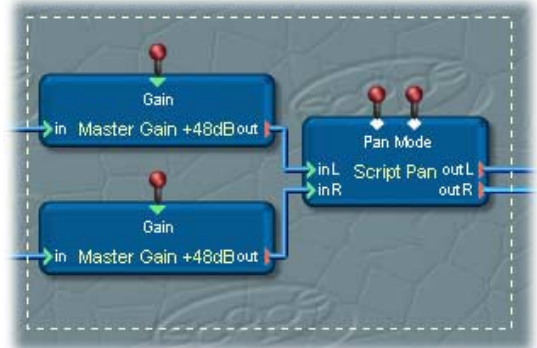 Gain
in Master Gain +48dB out
Gain
in Master Gain +48dB out
Pan Mode
inL Script Pan outL
inR outR